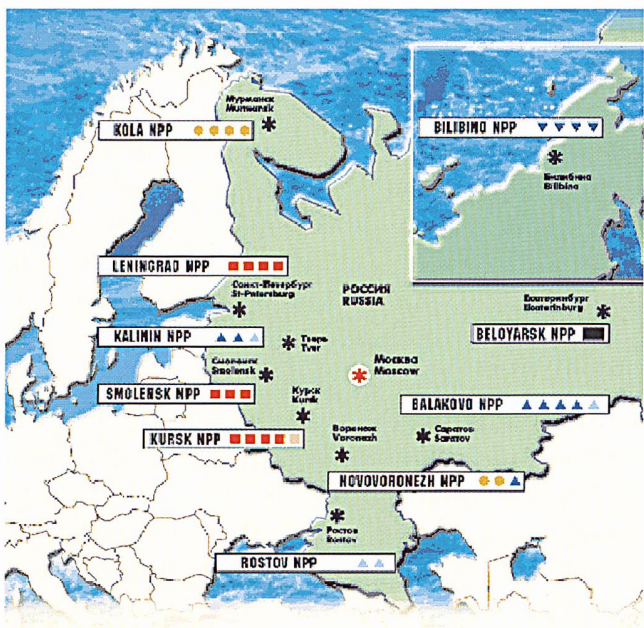 Мурманск
Murmansk
KOLA NPP
BILIBINO NPP
Билибино
Bilibino
LENINGRAD NPP
Санкт-Петербург
St-Petersburg
РОССИЯ
RUSSIA
Екатеринбург
Ekaterinburg
KALININ NPP
Тверь
Tver
BELOYARSK NPP
Смоленск
Smolensk
Москва
Moscow
SMOLENSK NPP
Курск
Kursk
BALAKOVO NPP
KURSK NPP
Воронеж
Voronezh
Саратов
Saratov
NOVOVORONEZH NPP
Ростов
Rostov
ROSTOV NPP